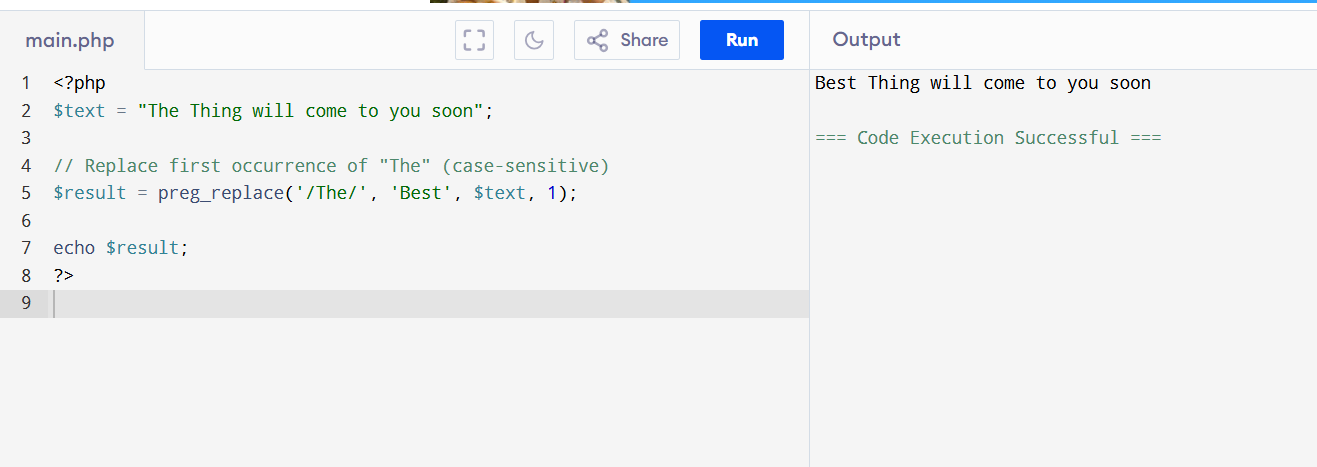 main.php
Share
Run
Output
1 <?php
2 $text = "The Thing will come to you soon";
3
4 // Replace first occurrence of "The" (case-sensitive)
5 $result = preg_replace('/The/', 'Best', $text, 1);
6
7 echo $result;
8 ?>
9
Best Thing will come to you soon
=== Code Execution Successful ===